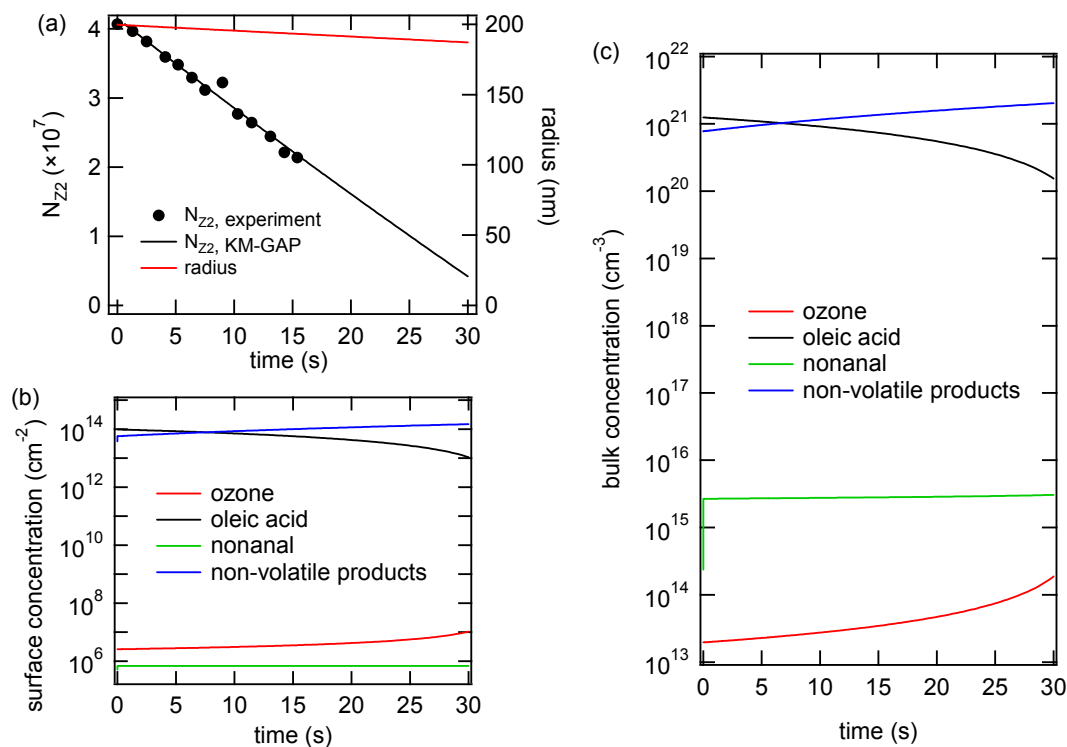 (a)
4
3
2
1
0
N_Z2 (×10^7)
200
150
100
50
0
radius (nm)
N_Z2, experiment
N_Z2, KM-GAP
radius
0 5 10 15 20 25 30
time (s)
(b)
10^14
10^12
10^10
10^8
10^6
surface concentration (cm^-2)
ozone
oleic acid
nonanal
non-volatile products
0 5 10 15 20 25 30
time (s)
(c)
10^22
10^21
10^20
10^19
10^18
10^17
10^16
10^15
10^14
10^13
bulk concentration (cm^-3)
ozone
oleic acid
nonanal
non-volatile products
0 5 10 15 20 25 30
time (s)